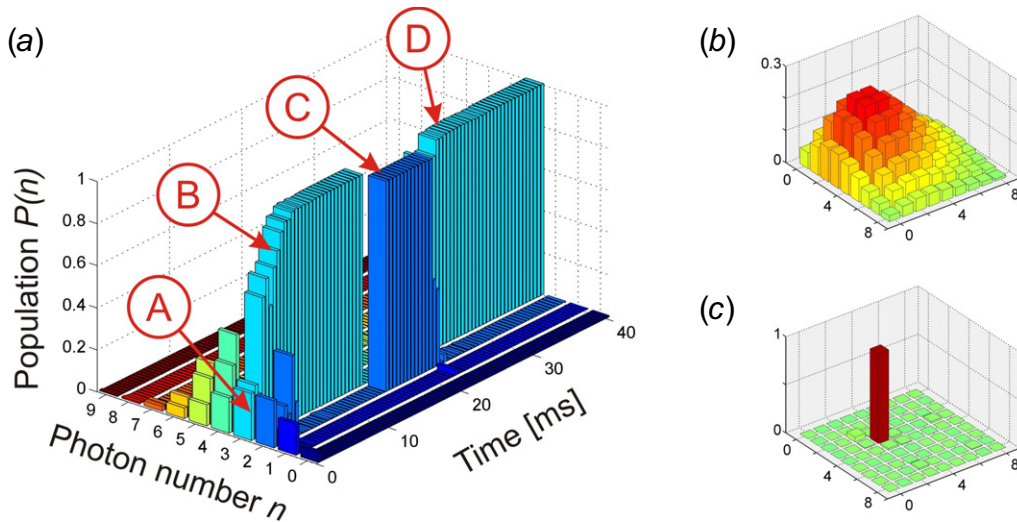 (a)
Population P(n)
1
0.8
0.6
0.4
0.2
0
A
B
C
D
9 8 7 6 5 4 3 2 1 0
Photon number n
0 10 20 30 40
Time [ms]
(b)
0.3
0
0 4 8
0 4 8
(c)
1
0
0 4 8
0 4 8